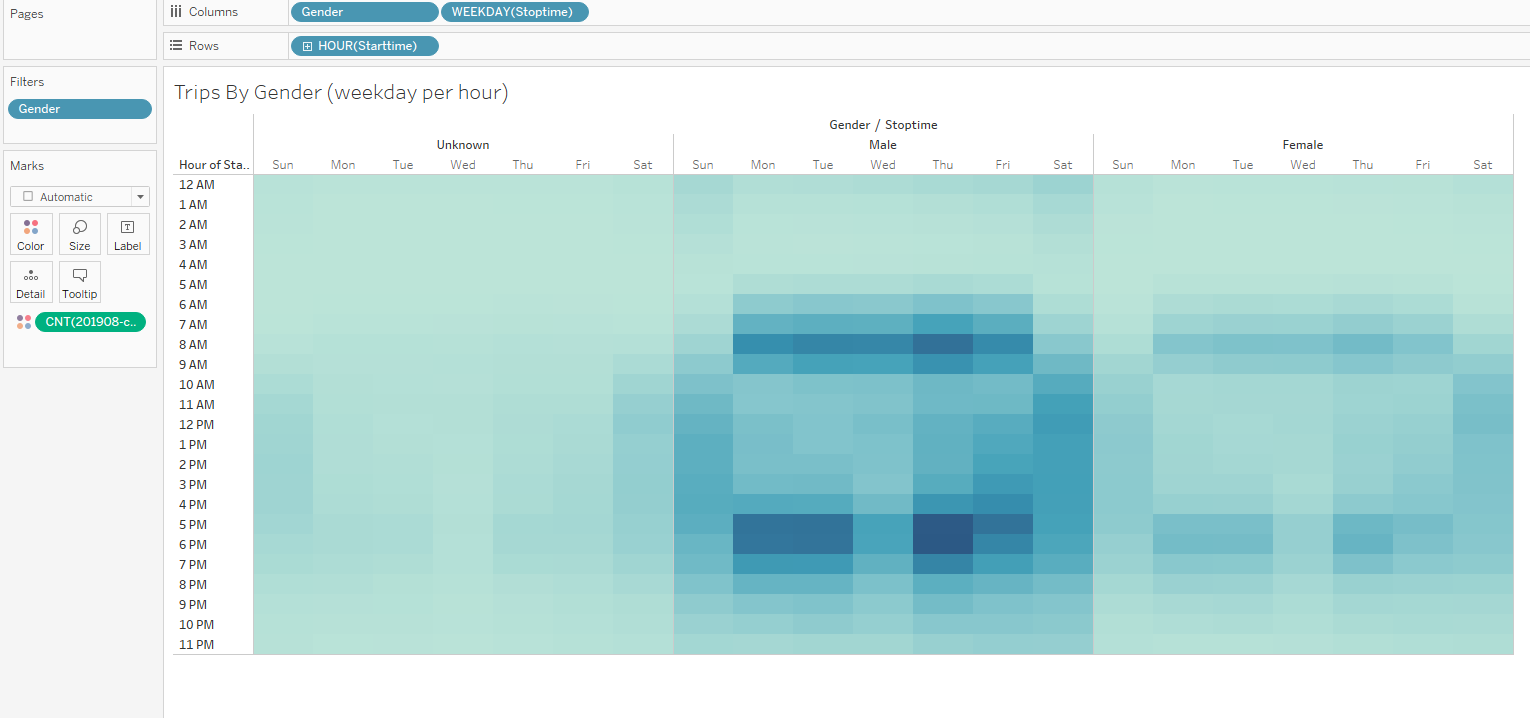 Pages
Columns
Gender
WEEKDAY(Stoptime)
Rows
HOUR(Starttime)
Filters
Gender
Marks
Automatic
Color
Size
Label
Detail
Tooltip
CNT(201908-c..
Trips By Gender (weekday per hour)
Gender / Stoptime
Unknown Male Female
Hour of Sta.. Sun Mon Tue Wed Thu Fri Sat Sun Mon Tue Wed Thu Fri Sat Sun Mon Tue Wed Thu Fri Sat
12 AM
1 AM
2 AM
3 AM
4 AM
5 AM
6 AM
7 AM
8 AM
9 AM
10 AM
11 AM
12 PM
1 PM
2 PM
3 PM
4 PM
5 PM
6 PM
7 PM
8 PM
9 PM
10 PM
11 PM